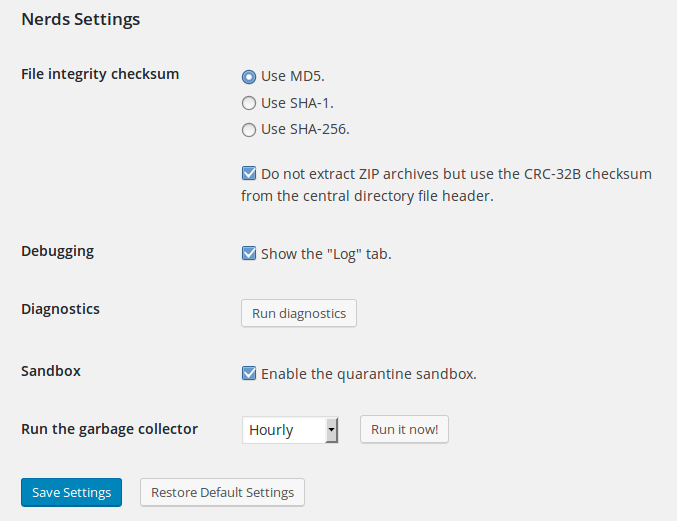 Nerds Settings
File integrity checksum
Use MD5.
Use SHA-1.
Use SHA-256.
Do not extract ZIP archives but use the CRC-32B checksum
from the central directory file header.
Debugging
Show the "Log" tab.
Diagnostics
Run diagnostics
Sandbox
Enable the quarantine sandbox.
Run the garbage collector
Hourly
Run it now!
Save Settings
Restore Default Settings